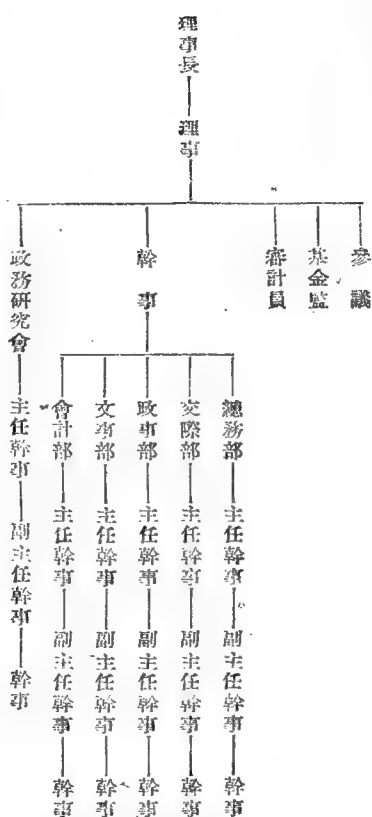 理事長
理事
參議
基金監
審計員
幹事
政務研究會
主任幹事
副主任幹事
幹事
總務部
主任幹事
副主任幹事
幹事
交際部
主任幹事
副主任幹事
幹事
政事部
主任幹事
副主任幹事
幹事
文事部
主任幹事
副主任幹事
幹事
會計部
主任幹事
副主任幹事
幹事